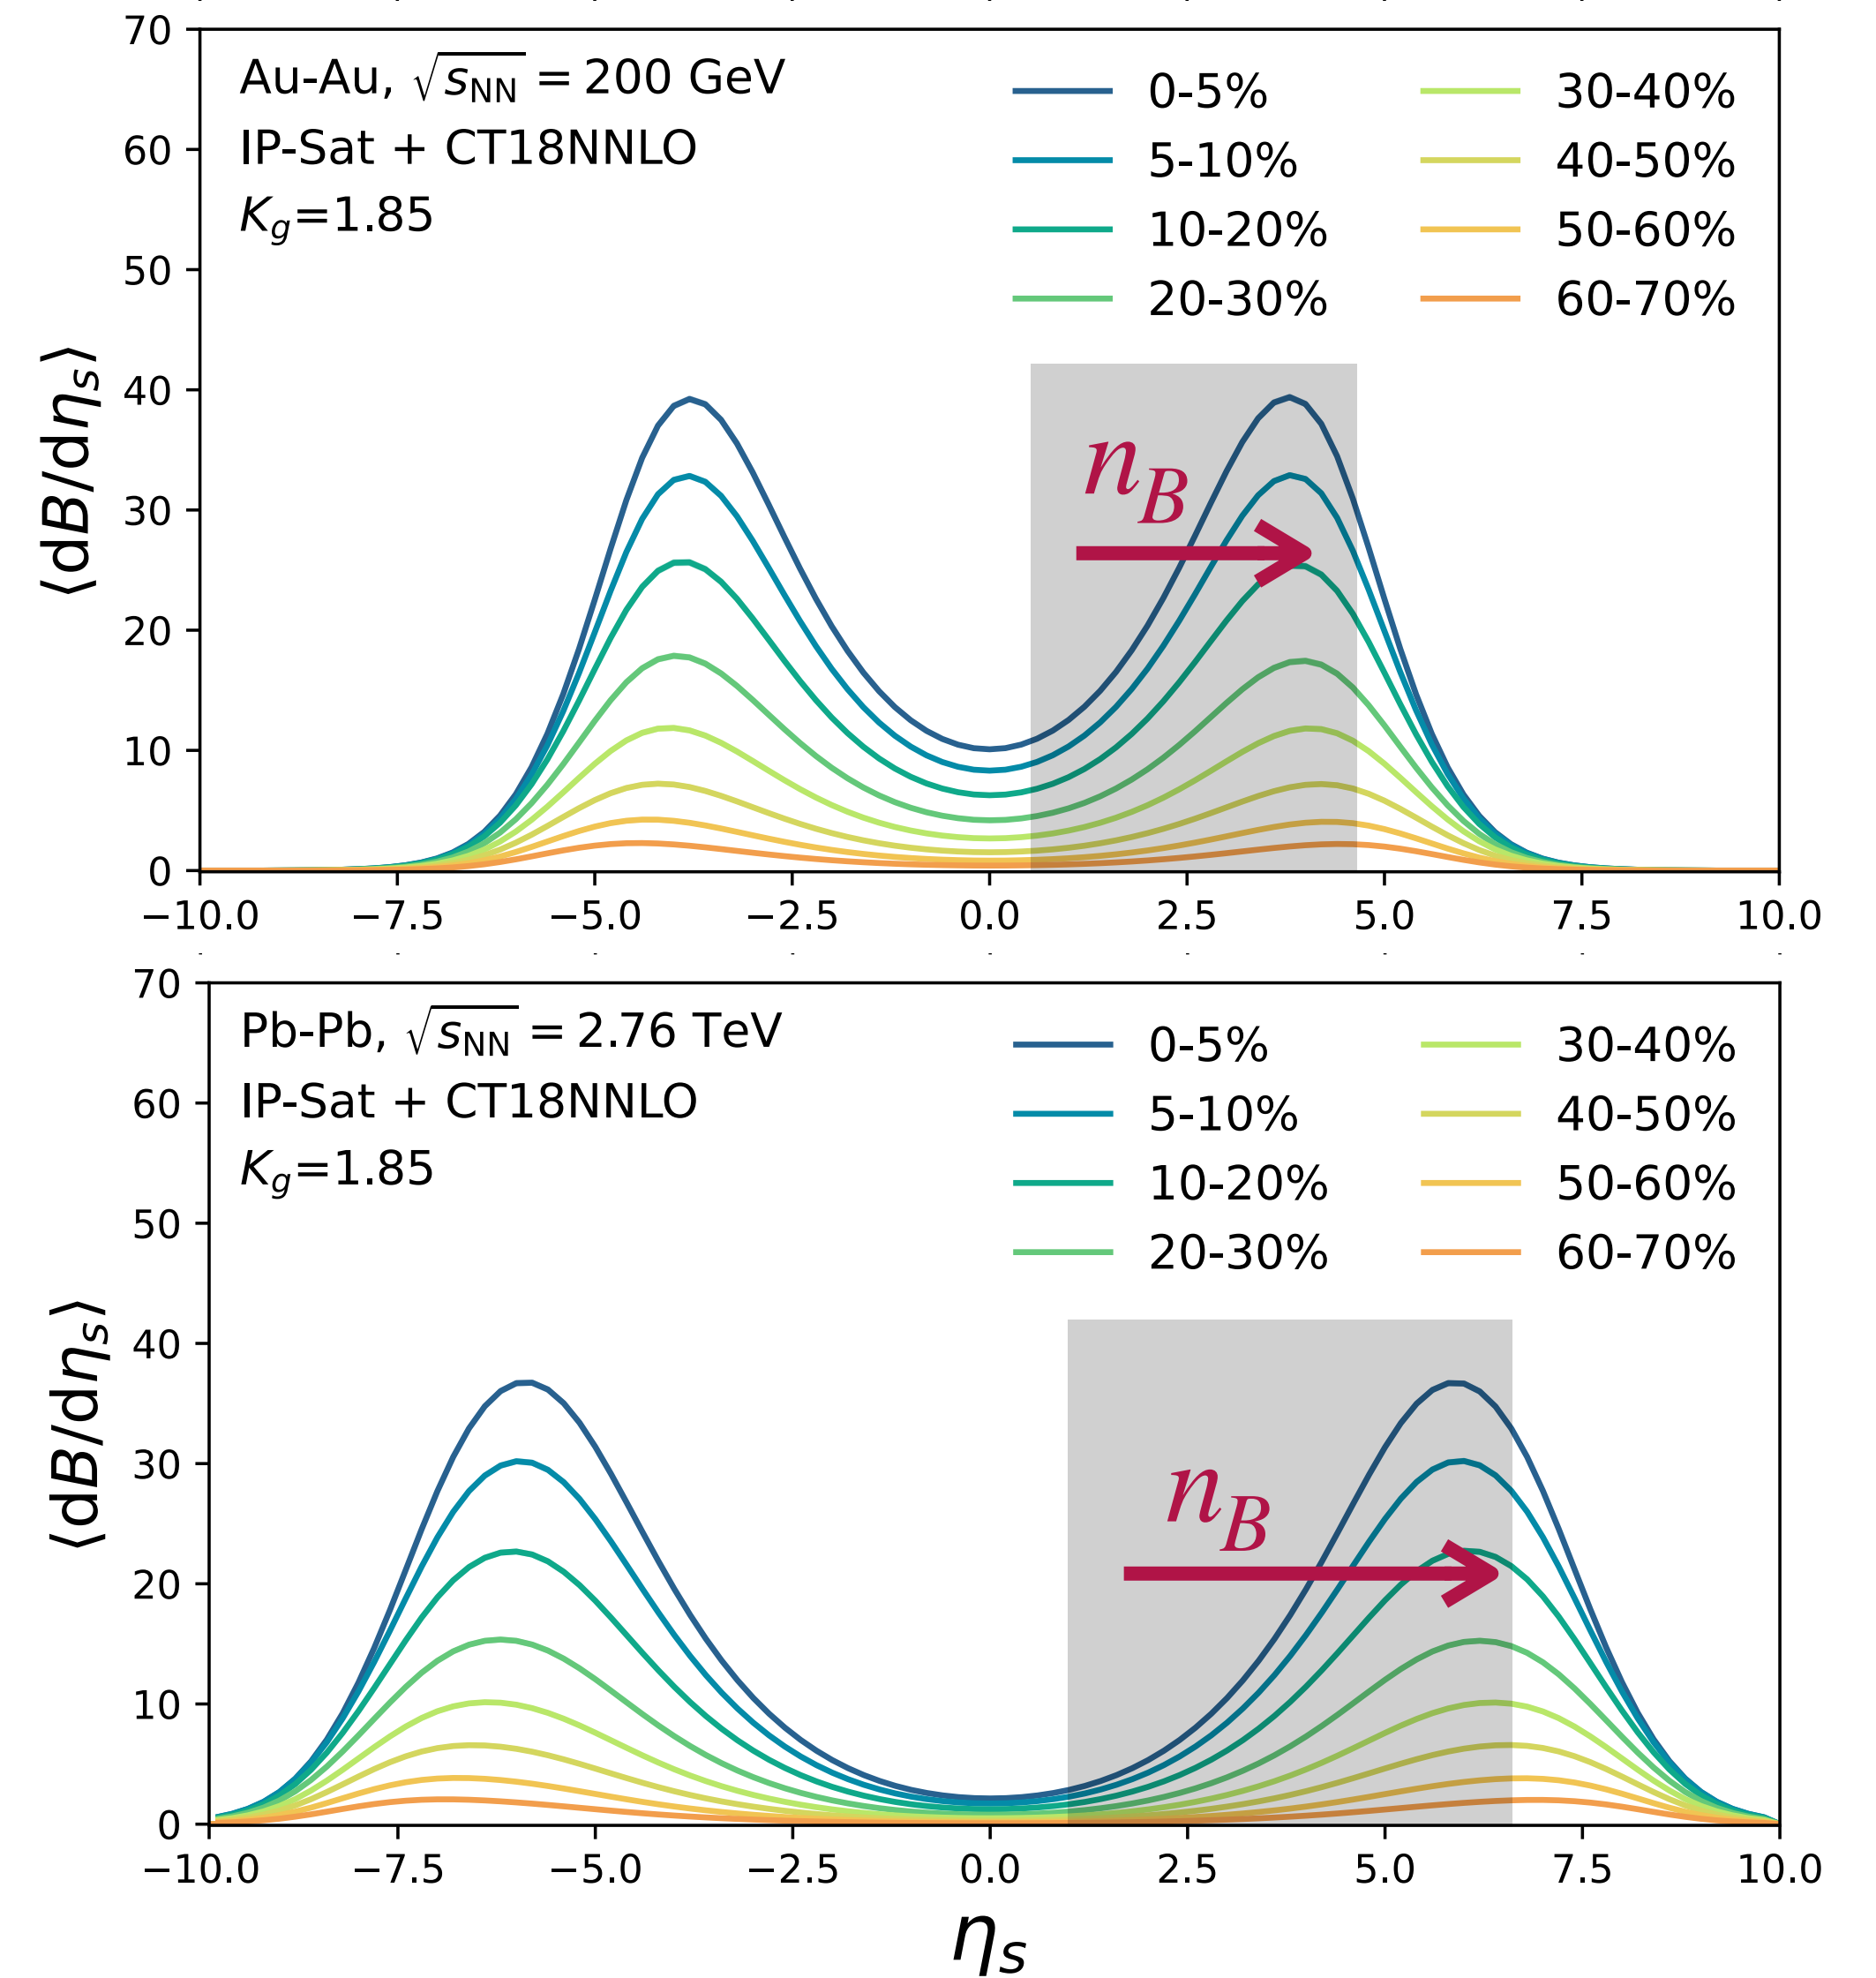 70
60
50
40
30
20
10
0
⟨dB/dηₛ⟩
Au-Au, √sNN = 200 GeV
IP-Sat + CT18NNLO
Kg=1.85
0-5%
5-10%
10-20%
20-30%
30-40%
40-50%
50-60%
60-70%
nB
−10.0 −7.5 −5.0 −2.5 0.0 2.5 5.0 7.5 10.0
70
60
50
40
30
20
10
0
⟨dB/dηₛ⟩
Pb-Pb, √sNN = 2.76 TeV
IP-Sat + CT18NNLO
Kg=1.85
0-5%
5-10%
10-20%
20-30%
30-40%
40-50%
50-60%
60-70%
nB
−10.0 −7.5 −5.0 −2.5 0.0 2.5 5.0 7.5 10.0
ηₛ